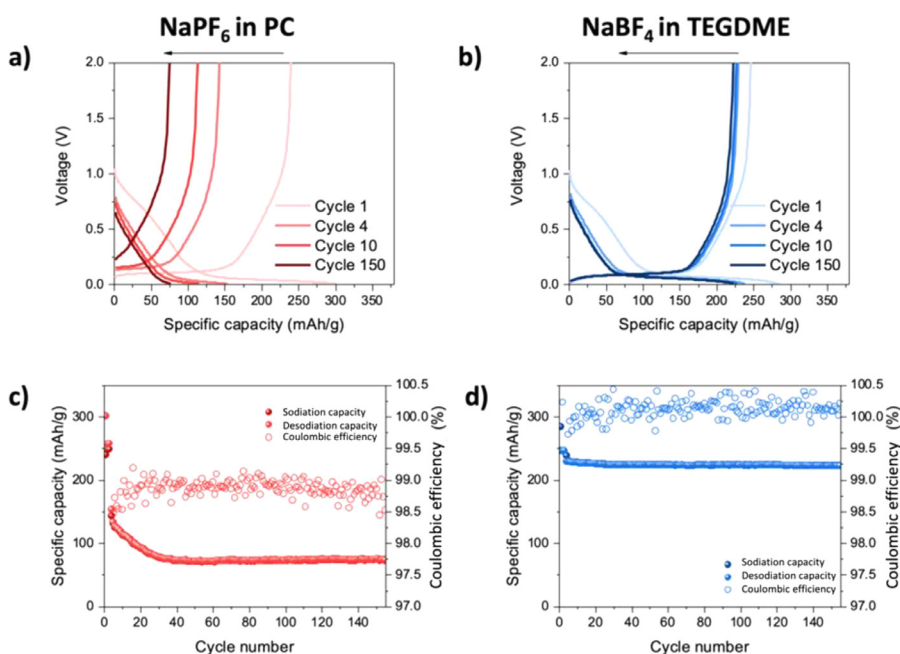 NaPF₆ in PC
NaBF₄ in TEGDME
a)
2.0
1.5
1.0
0.5
0.0
Voltage (V)
Cycle 1
Cycle 4
Cycle 10
Cycle 150
0 50 100 150 200 250 300 350
Specific capacity (mAh/g)
b)
2.0
1.5
1.0
0.5
0.0
Voltage (V)
Cycle 1
Cycle 4
Cycle 10
Cycle 150
0 50 100 150 200 250 300 350
Specific capacity (mAh/g)
c)
300
200
100
0
Specific capacity (mAh/g)
Sodiation capacity
Desodiation capacity
Coulombic efficiency
100.5
100.0
99.5
99.0
98.5
98.0
97.5
97.0
Coulombic efficiency (%)
0 20 40 60 80 100 120 140
Cycle number
d)
300
200
100
0
Specific capacity (mAh/g)
Sodiation capacity
Desodiation capacity
Coulombic efficiency
100.5
100.0
99.5
99.0
98.5
98.0
97.5
97.0
Coulombic efficiency (%)
0 20 40 60 80 100 120 140
Cycle number